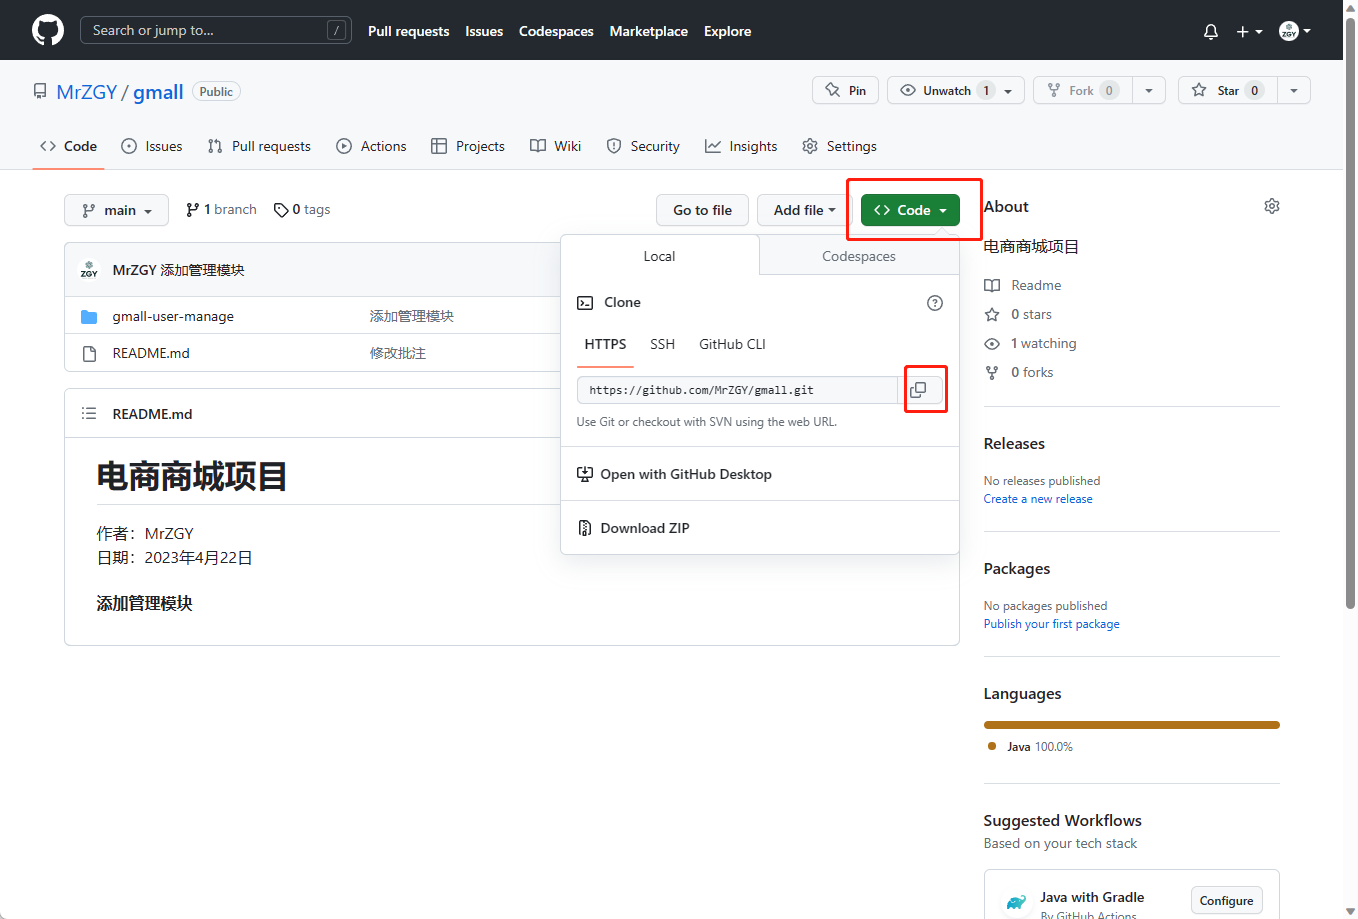 Search or jump to...
/
Pull requests
Issues
Codespaces
Marketplace
Explore
ZGY
MrZGY / gmall
Public
Pin
Unwatch 1
Fork 0
Star 0
Code
Issues
Pull requests
Actions
Projects
Wiki
Security
Insights
Settings
main
1 branch
0 tags
Go to file
Add file
Code
ZGY
MrZGY 添加管理模块
gmall-user-manage
添加管理模块
README.md
修改批注
README.md
电商商城项目
作者：MrZGY
日期：2023年4月22日
添加管理模块
Local
Codespaces
Clone
HTTPS
SSH
GitHub CLI
https://github.com/MrZGY/gmall.git
Use Git or checkout with SVN using the web URL.
Open with GitHub Desktop
Download ZIP
About
电商商城项目
Readme
0 stars
1 watching
0 forks
Releases
No releases published
Create a new release
Packages
No packages published
Publish your first package
Languages
Java 100.0%
Suggested Workflows
Based on your tech stack
Java with Gradle
Configure
By GitHub Actions